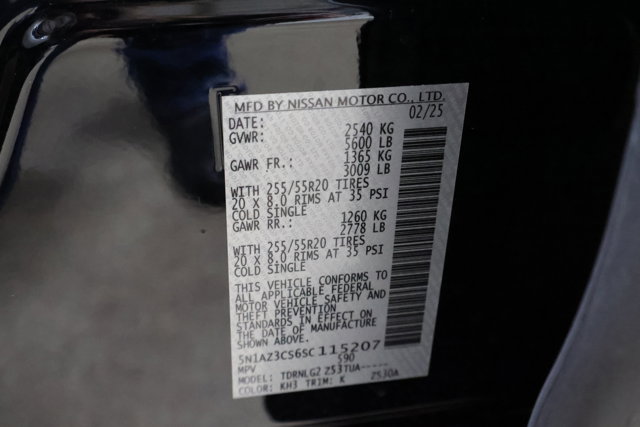 MFD BY NISSAN MOTOR CO., LTD.
DATE: 02/25
GVWR: 2540 KG
5600 LB
GAWR FR.: 1365 KG
3009 LB
WITH 255/55R20 TIRES
20 X 8.0 RIMS AT 35 PSI
COLD SINGLE
GAWR RR.: 1260 KG
2778 LB
WITH 255/55R20 TIRES
20 X 8.0 RIMS AT 35 PSI
COLD SINGLE
THIS VEHICLE CONFORMS TO
ALL APPLICABLE FEDERAL
MOTOR VEHICLE SAFETY AND
THEFT PREVENTION
STANDARDS IN EFFECT ON
THE DATE OF MANUFACTURE
SHOWN ABOVE.
5N1AZ3CS6SC115207
MPV 590
MODEL: TDRNLG2 Z53TUA-----
COLOR: KH3 TRIM: K Z530A